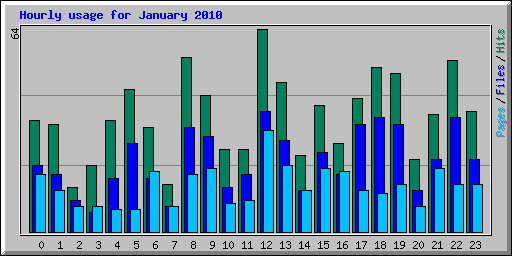 Hourly usage for January 2010
64
Pages / Files / Hits
0 1 2 3 4 5 6 7 8 9 10 11 12 13 14 15 16 17 18 19 20 21 22 23